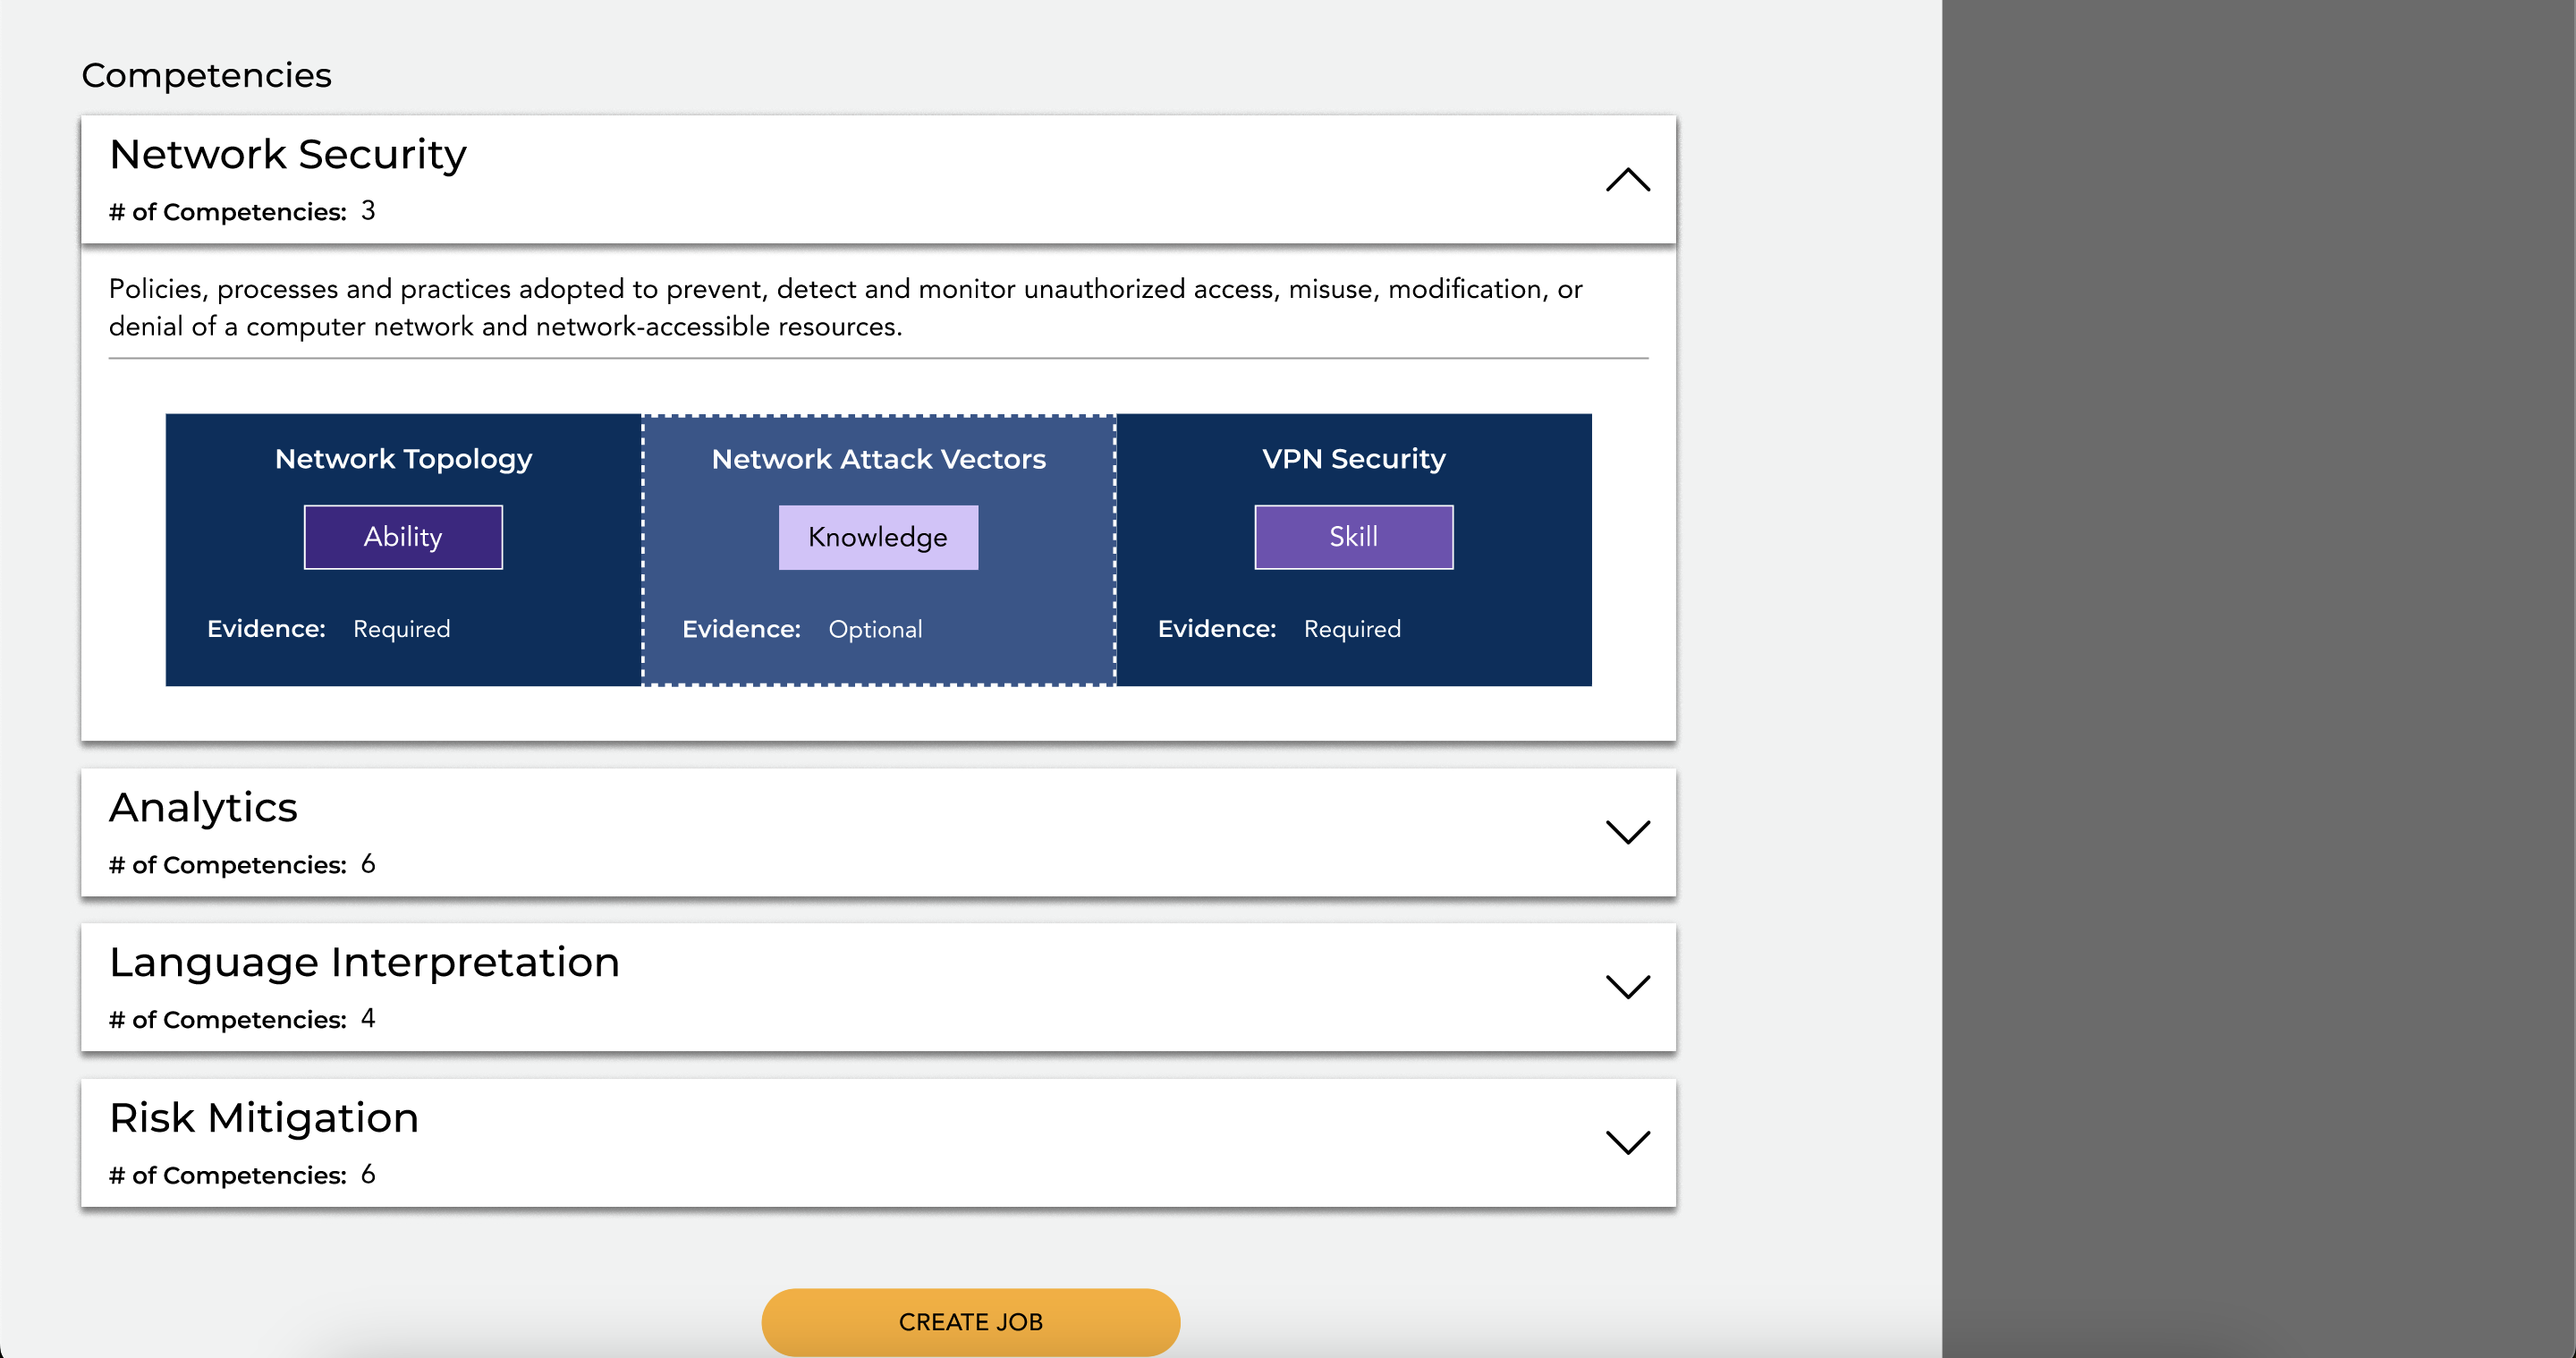 Competencies
Network Security
# of Competencies: 3
Policies, processes and practices adopted to prevent, detect and monitor unauthorized access, misuse, modification, or
denial of a computer network and network-accessible resources.
Network Topology
Ability
Evidence: Required
Network Attack Vectors
Knowledge
Evidence: Optional
VPN Security
Skill
Evidence: Required
Analytics
# of Competencies: 6
Language Interpretation
# of Competencies: 4
Risk Mitigation
# of Competencies: 6
CREATE JOB